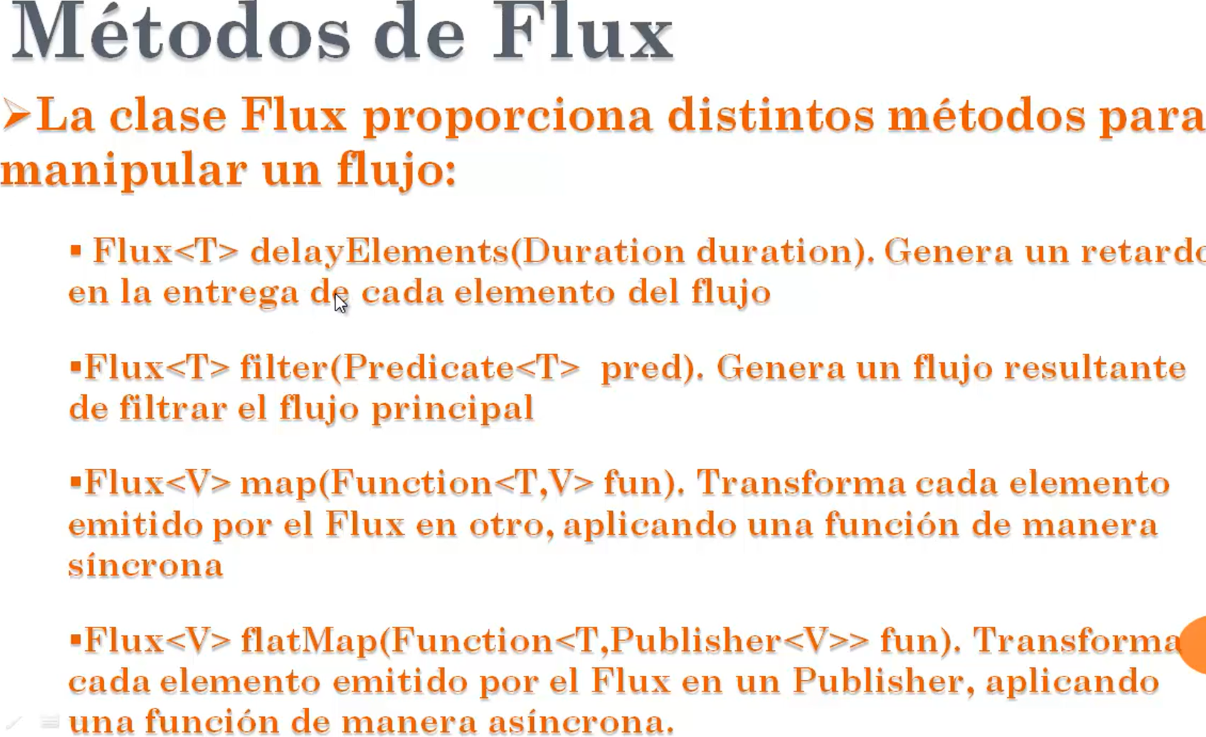 Métodos de Flux
➢La clase Flux proporciona distintos métodos para
manipular un flujo:
▪ Flux<T> delayElements(Duration duration). Genera un retardo
en la entrega de cada elemento del flujo
▪Flux<T> filter(Predicate<T>  pred). Genera un flujo resultante
de filtrar el flujo principal
▪Flux<V> map(Function<T,V> fun). Transforma cada elemento
emitido por el Flux en otro, aplicando una función de manera
síncrona
▪Flux<V> flatMap(Function<T,Publisher<V>> fun). Transforma
cada elemento emitido por el Flux en un Publisher, aplicando
una función de manera asíncrona.